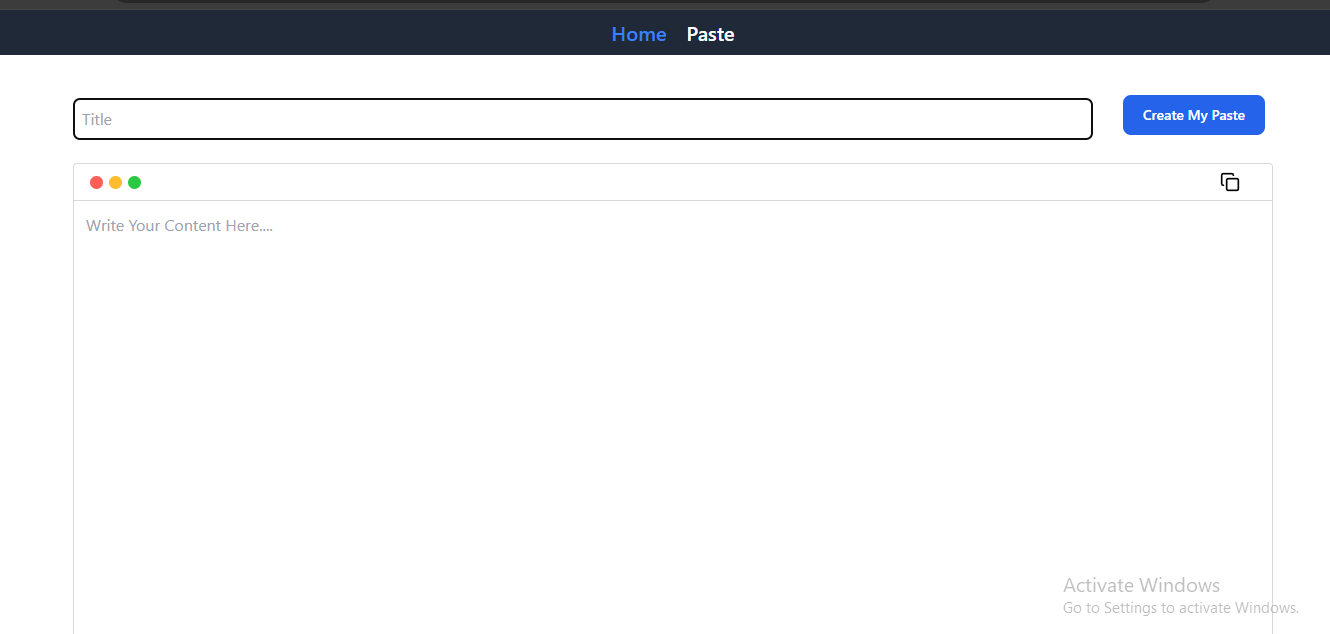 Home Paste
Title
Create My Paste
Write Your Content Here....
Activate Windows
Go to Settings to activate Windows.